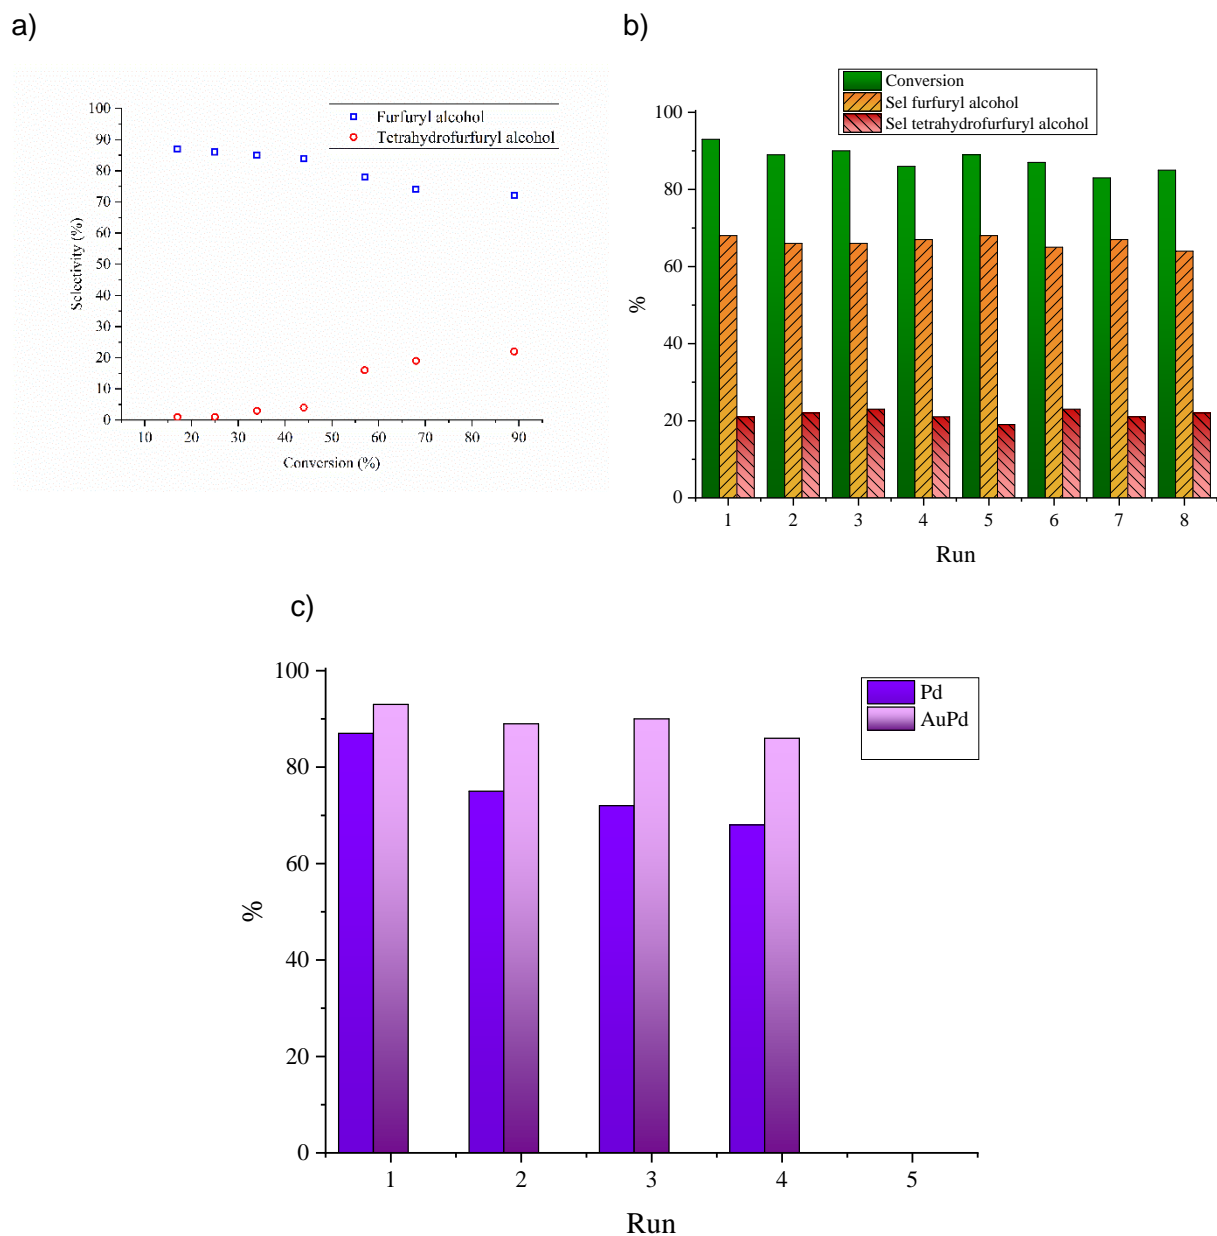 a)
Furfuryl alcohol
Tetrahydrofurfuryl alcohol
100
90
80
70
60
50
40
30
20
10
0
Selectivity (%)
10 20 30 40 50 60 70 80 90
Conversion (%)
b)
Conversion
Sel furfuryl alcohol
Sel tetrahydrofurfuryl alcohol
100
80
60
40
20
0
%
1 2 3 4 5 6 7 8
Run
c)
Pd
AuPd
100
80
60
40
20
0
%
1 2 3 4 5
Run